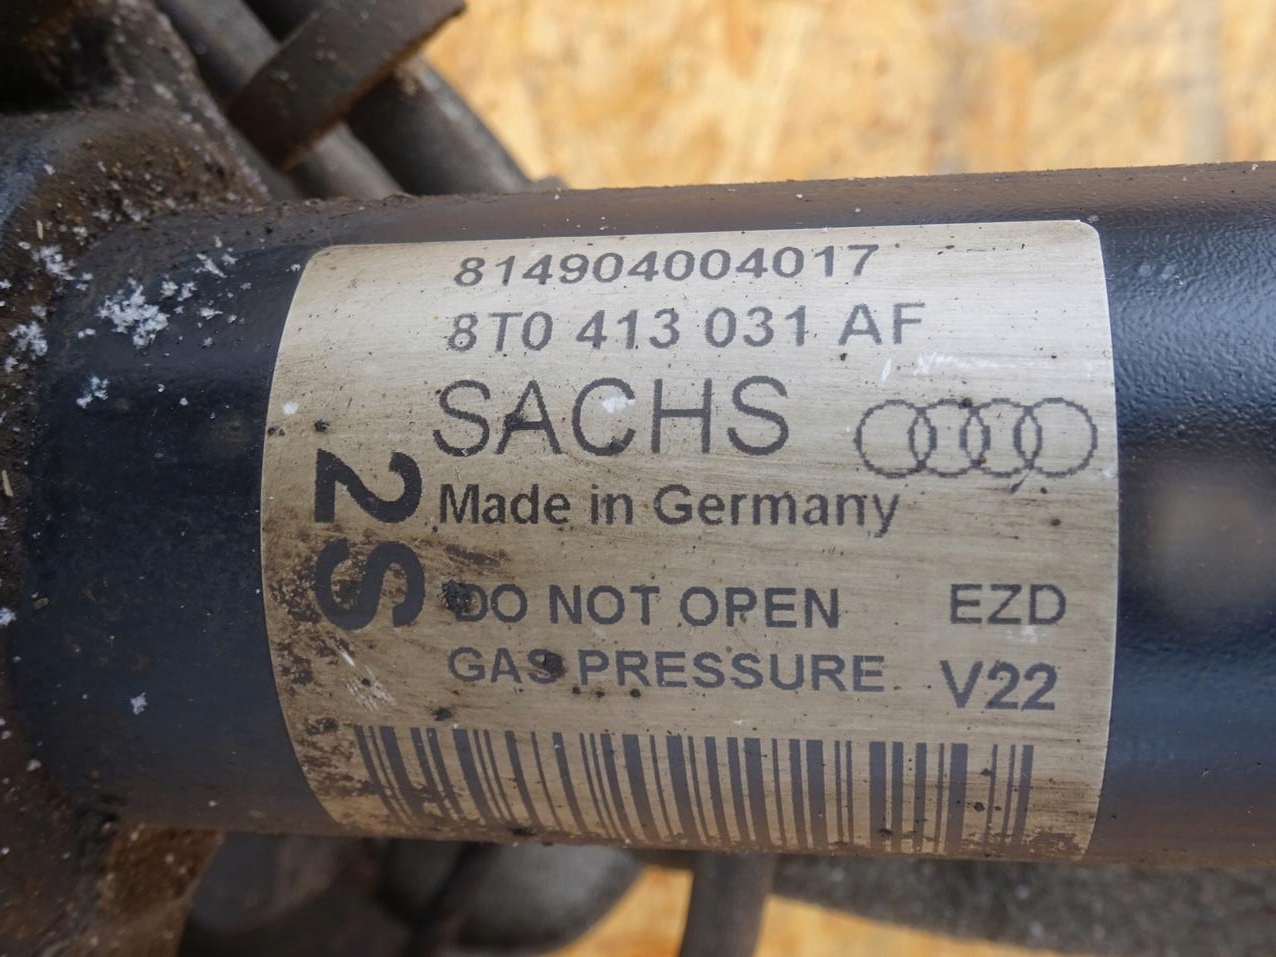 814904004017
8T0 413 031 AF
SACHS
2S
Made in Germany
DO NOT OPEN EZD
GAS PRESSURE V22